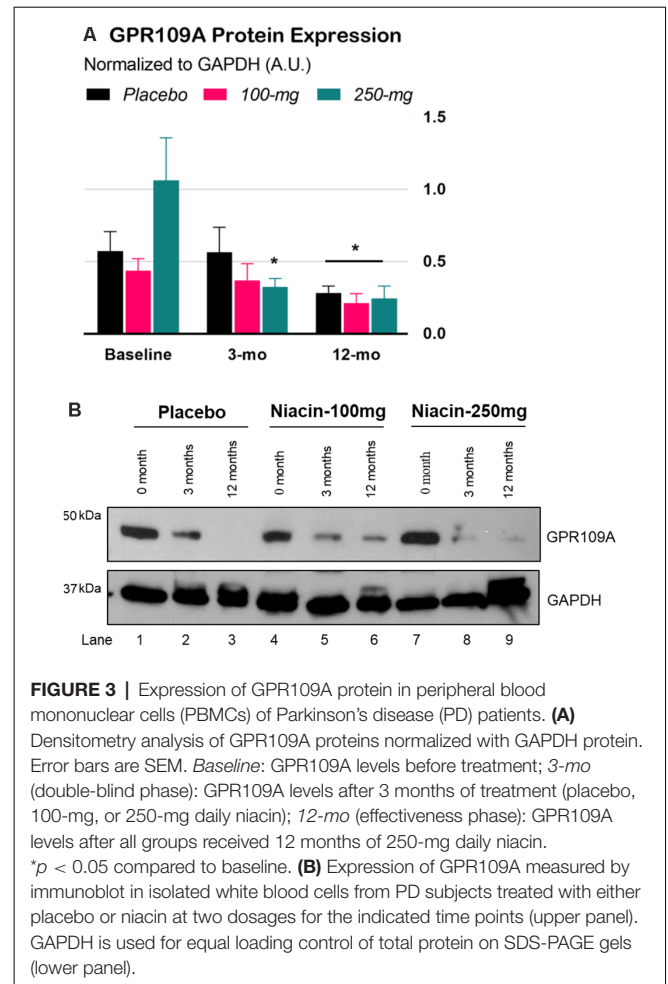 A GPR109A Protein Expression
Normalized to GAPDH (A.U.)
Placebo 100-mg 250-mg
1.5
1.0
* *
0.5
0.0
Baseline 3-mo 12-mo
B Placebo Niacin-100mg Niacin-250mg
0 month 3 months 12 months 0 month 3 months 12 months 0 month 3 months 12 months
50 kDa
GPR109A
37 kDa
GAPDH
Lane 1 2 3 4 5 6 7 8 9
FIGURE 3 | Expression of GPR109A protein in peripheral blood
mononuclear cells (PBMCs) of Parkinson's disease (PD) patients. (A)
Densitometry analysis of GPR109A proteins normalized with GAPDH protein.
Error bars are SEM. Baseline: GPR109A levels before treatment; 3-mo
(double-blind phase): GPR109A levels after 3 months of treatment (placebo,
100-mg, or 250-mg daily niacin); 12-mo (effectiveness phase): GPR109A
levels after all groups received 12 months of 250-mg daily niacin.
*p < 0.05 compared to baseline. (B) Expression of GPR109A measured by
immunoblot in isolated white blood cells from PD subjects treated with either
placebo or niacin at two dosages for the indicated time points (upper panel).
GAPDH is used for equal loading control of total protein on SDS-PAGE gels
(lower panel).